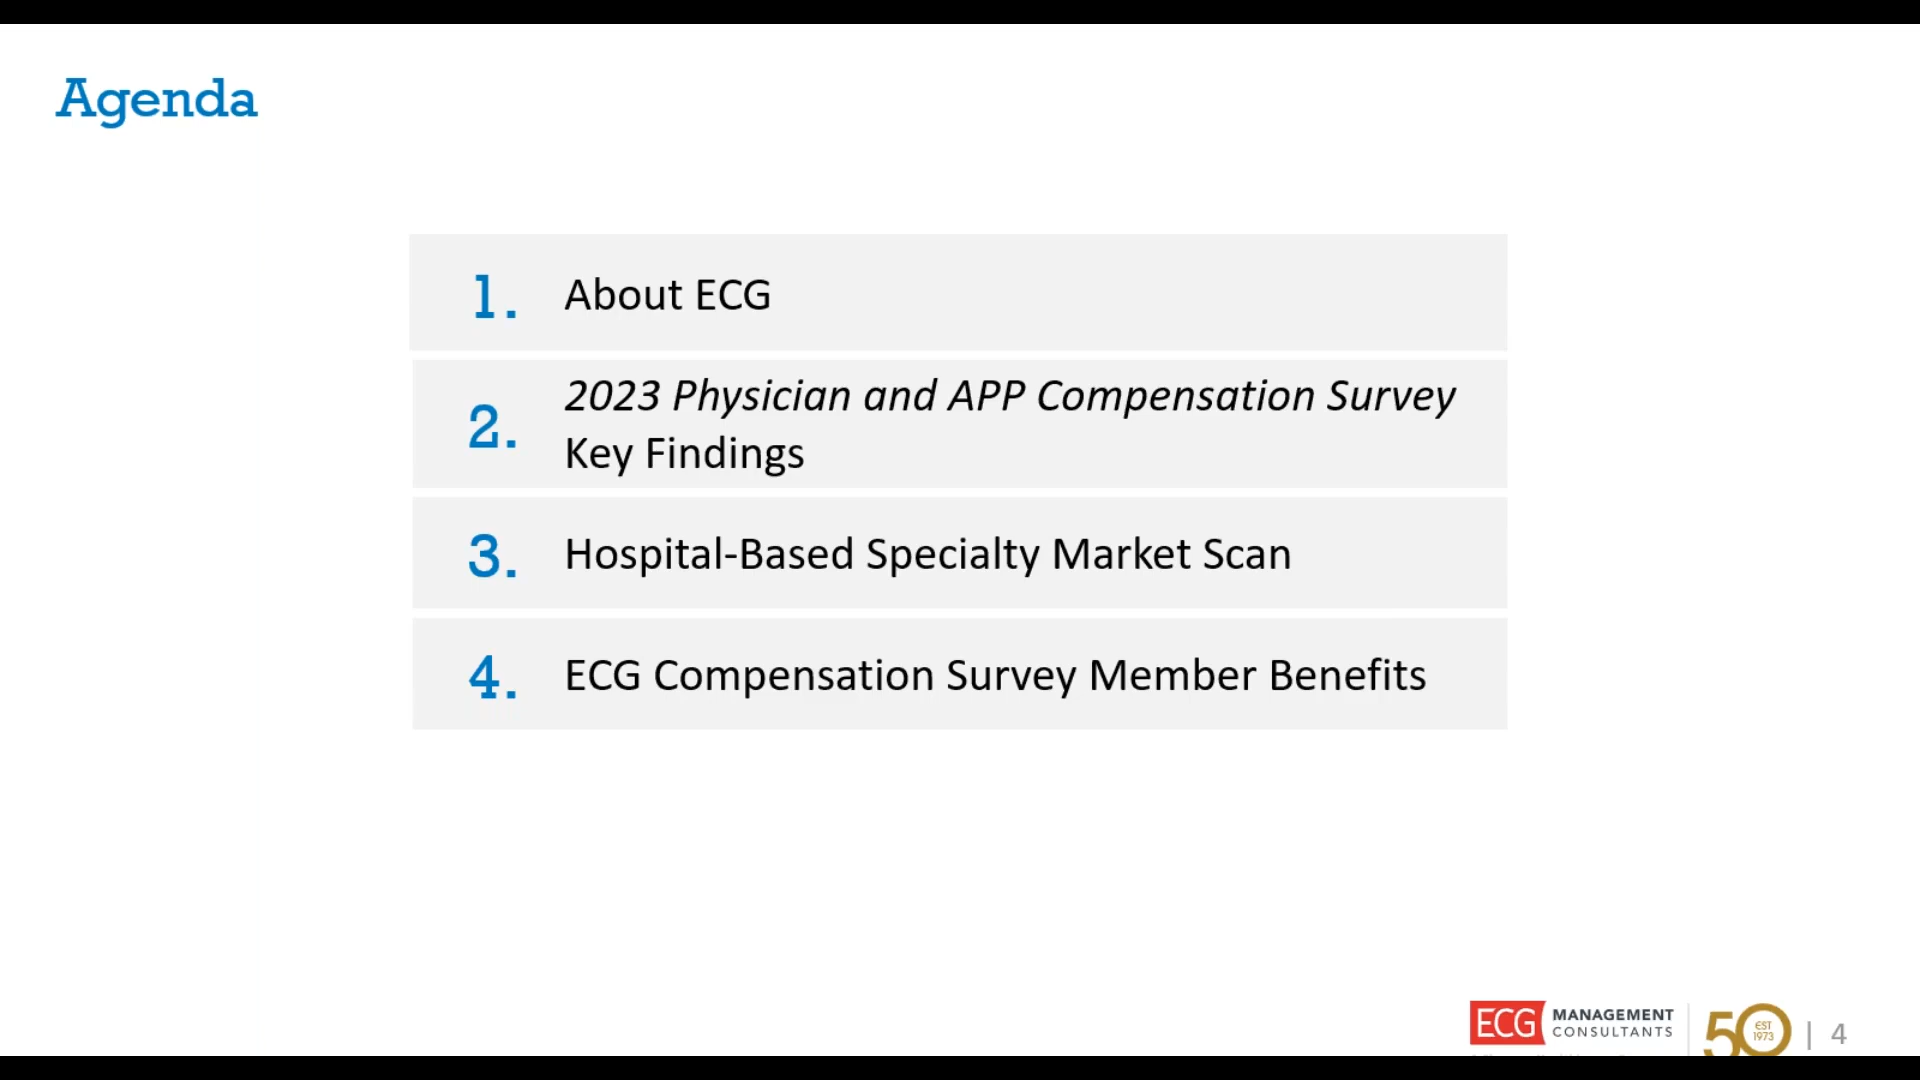 Agenda
1. About ECG
2. 2023 Physician and APP Compensation Survey
Key Findings
3. Hospital-Based Specialty Market Scan
4. ECG Compensation Survey Member Benefits
ECG MANAGEMENT
CONSULTANTS
50 EST
1973
| 4